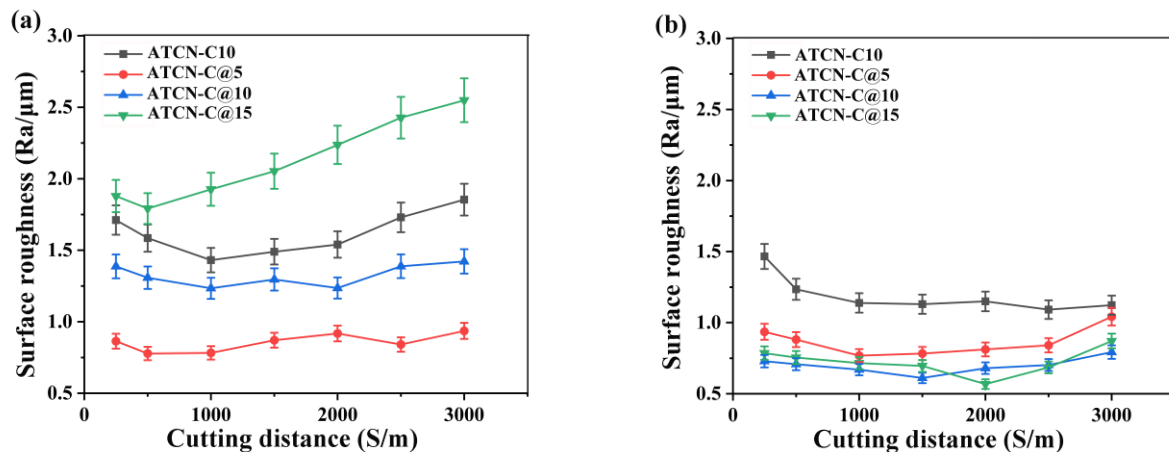 (a)
3.0
2.5
2.0
1.5
1.0
0.5
Surface roughness (Ra/μm)
ATCN-C10
ATCN-C@5
ATCN-C@10
ATCN-C@15
0
1000
2000
3000
Cutting distance (S/m)
(b)
3.0
2.5
2.0
1.5
1.0
0.5
Surface roughness (Ra/μm)
ATCN-C10
ATCN-C@5
ATCN-C@10
ATCN-C@15
0
1000
2000
3000
Cutting distance (S/m)